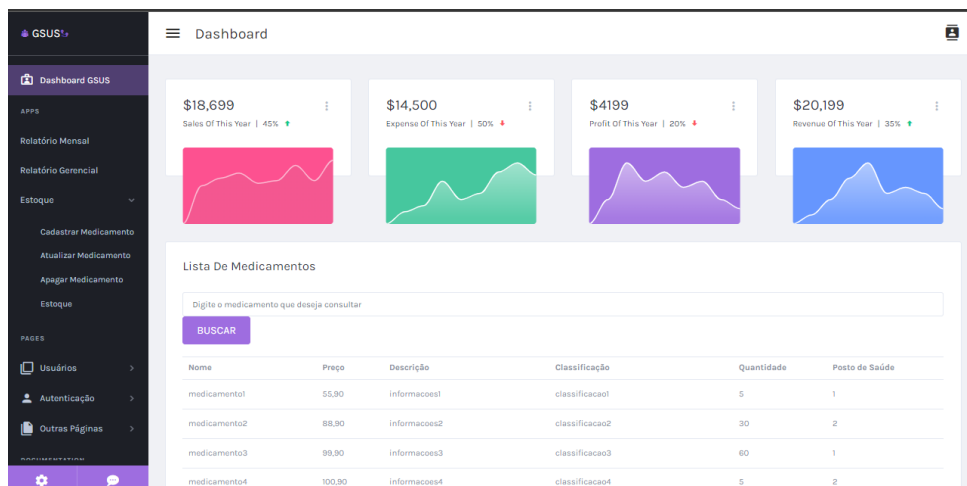 GSUS
Dashboard
Dashboard GSUS
APPS
Relatório Mensal
Relatório Gerencial
Estoque
Cadastrar Medicamento
Atualizar Medicamento
Apagar Medicamento
Estoque
PAGES
Usuários
Autenticação
Outras Páginas
DOCUMENTATION
$18,699
Sales Of This Year | 45%
$14,500
Expense Of This Year | 50%
$4199
Profit Of This Year | 20%
$20,199
Revenue Of This Year | 35%
Lista De Medicamentos
Digite o medicamento que deseja consultar
BUSCAR
Nome Preço Descrição Classificação Quantidade Posto de Saúde
medicamento1 55,90 informacoes1 classificacao1 5 1
medicamento2 88,90 informacoes2 classificacao2 30 2
medicamento3 99,90 informacoes3 classificacao3 60 1
medicamento4 100,90 informacoes4 classificacao4 5 2